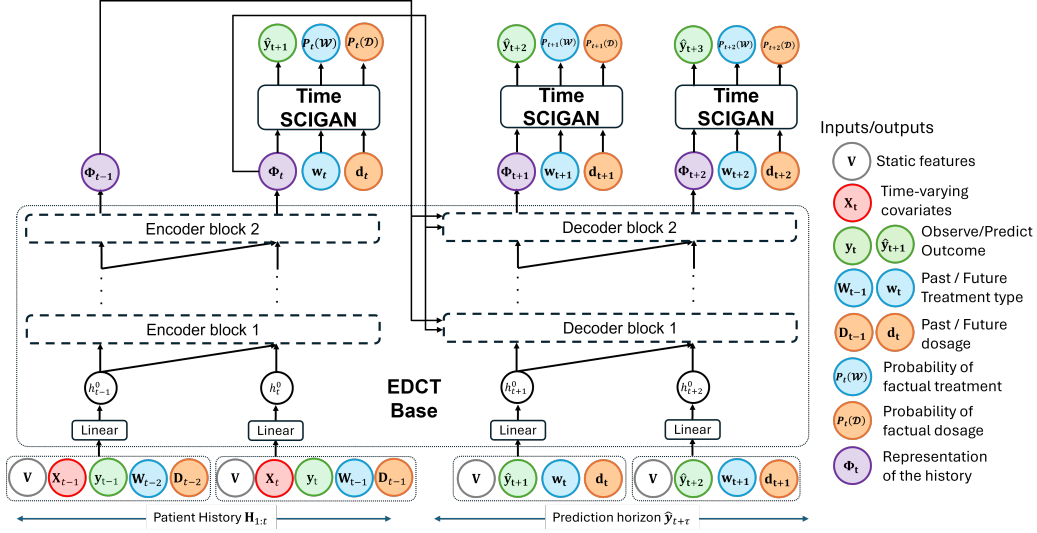 ŷt+1 Pt(𝒲) Pt(𝒟)
ŷt+2 Pt+1(𝒲) Pt+1(𝒟)
ŷt+3 Pt+2(𝒲) Pt+2(𝒟)
Time
SCIGAN
Time
SCIGAN
Time
SCIGAN
Φt−1
Φt wt dt
Φt+1 wt+1 dt+1
Φt+2 wt+2 dt+2
Encoder block 2
Decoder block 2
Encoder block 1
Decoder block 1
h⁰t−1
h⁰t
h⁰t+1
h⁰t+2
EDCT
Base
Linear
Linear
Linear
Linear
V Xt−1 yt−1 Wt−2 Dt−2
V Xt yt Wt−1 Dt−1
V ŷt+1 wt dt
V ŷt+2 wt+1 dt+1
Patient History H1:t
Prediction horizon ŷt+τ
Inputs/outputs
V Static features
Xt Time-varying
covariates
yt ŷt+1 Observe/Predict
Outcome
Wt−1 wt Past / Future
Treatment type
Dt−1 dt Past / Future
dosage
Pt(𝒲) Probability of
factual treatment
Pt(𝒟) Probability of
factual dosage
Φt Representation
of the history